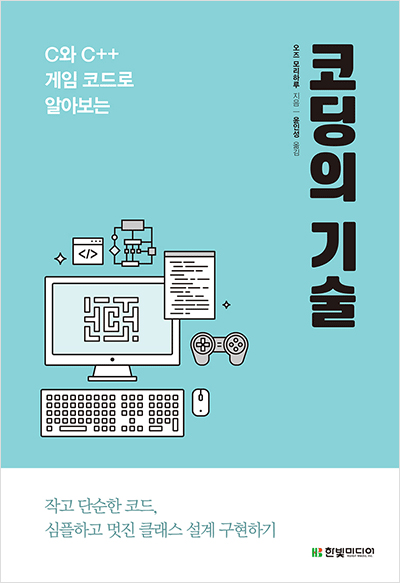 C와 C++
게임 코드로
알아보는
코딩의 기술
오즈 모리하루 지음 | 윤인성 옮김
</>
작고 단순한 코드,
심플하고 멋진 클래스 설계 구현하기
HB 한빛미디어